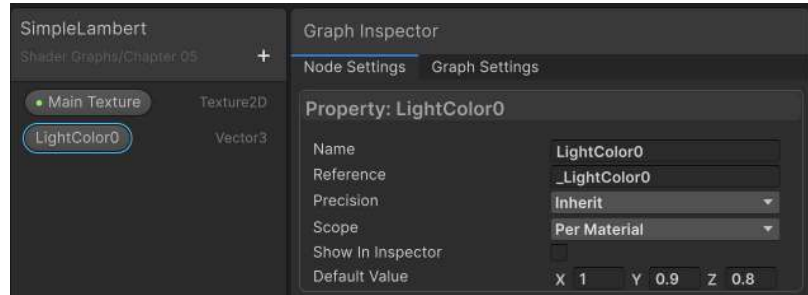 SimpleLambert
Shader Graphs/Chapter 05
+
Main Texture Texture2D
LightColor0 Vector3
Graph Inspector
Node Settings Graph Settings
Property: LightColor0
Name LightColor0
Reference _LightColor0
Precision Inherit
Scope Per Material
Show In Inspector
Default Value X 1 Y 0.9 Z 0.8